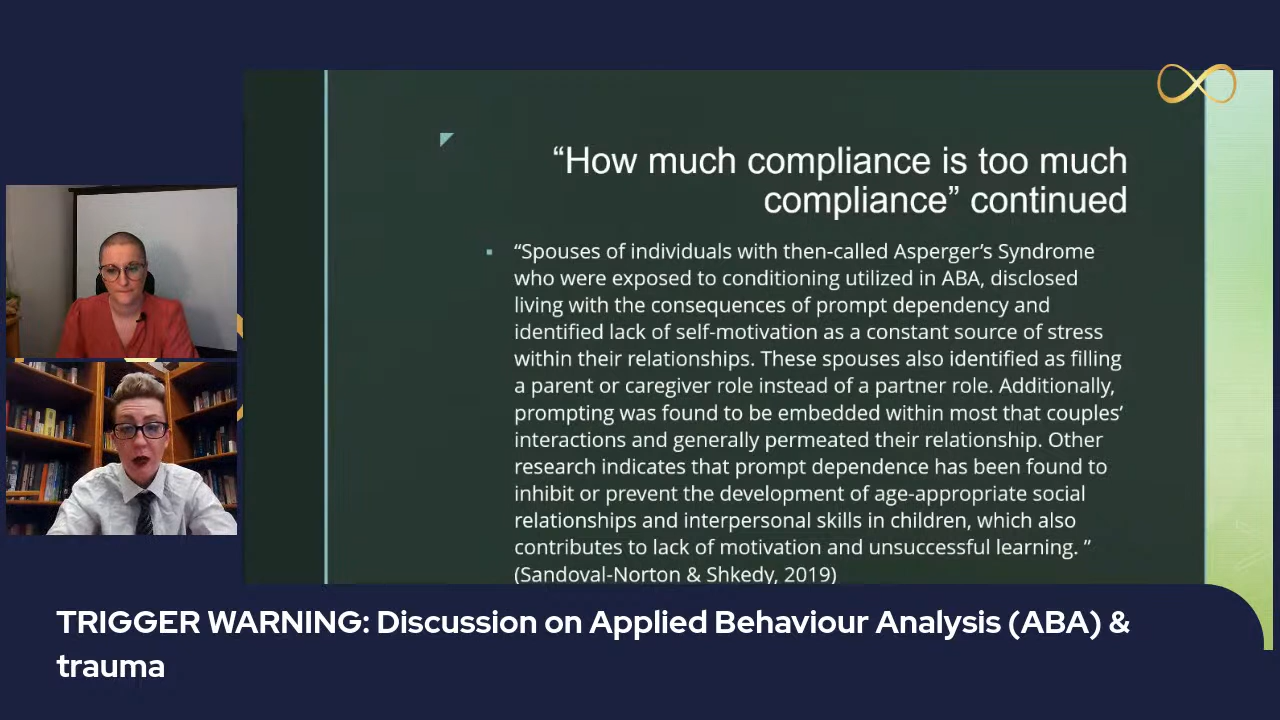 “How much compliance is too much
compliance” continued
“Spouses of individuals with then-called Asperger’s Syndrome
who were exposed to conditioning utilized in ABA, disclosed
living with the consequences of prompt dependency and
identified lack of self-motivation as a constant source of stress
within their relationships. These spouses also identified as filling
a parent or caregiver role instead of a partner role. Additionally,
prompting was found to be embedded within most that couples’
interactions and generally permeated their relationship. Other
research indicates that prompt dependence has been found to
inhibit or prevent the development of age-appropriate social
relationships and interpersonal skills in children, which also
contributes to lack of motivation and unsuccessful learning. ”
(Sandoval-Norton & Shkedy, 2019)
TRIGGER WARNING: Discussion on Applied Behaviour Analysis (ABA) &
trauma